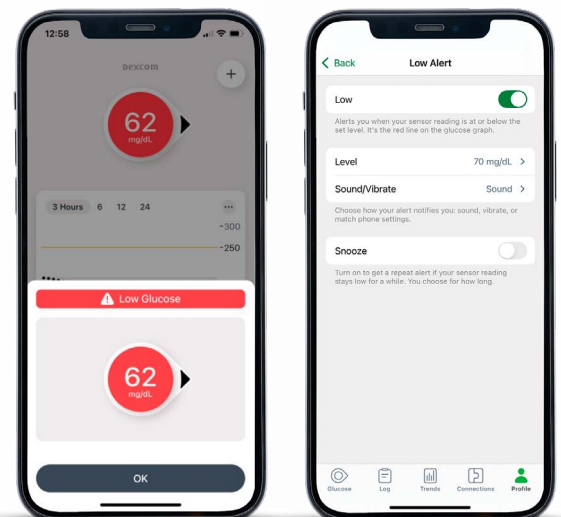 12:58
Dexcom
+
62
mg/dL
3 Hours 6 12 24 ...
-300
-250
Low Glucose
62
mg/dL
OK
Back Low Alert
Low
Alerts you when your sensor reading is at or below the
set level. It's the red line on the glucose graph.
Level 70 mg/dL
Sound/Vibrate Sound
Choose how your alert notifies you: sound, vibrate, or
match phone settings.
Snooze
Turn on to get a repeat alert if your sensor reading
stays low for a while. You choose for how long.
Glucose Log Trends Connections Profile